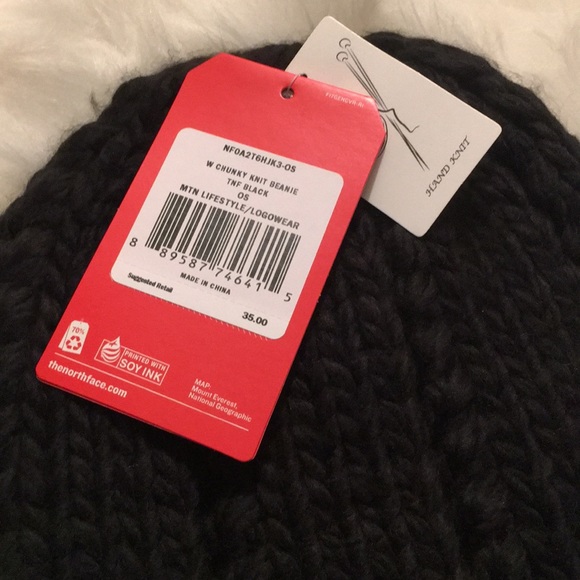 NF0A2T6HJK3-OS
W CHUNKY KNIT BEANIE
TNF BLACK
OS
MTN LIFESTYLE/LOGOWEAR
8 89587 74641 5
MADE IN CHINA
Suggested Retail
35.00
70%
PRINTED WITH
SOY INK
thenorthface.com
MAP:
Mount Everest,
National Geographic
HAND KNIT